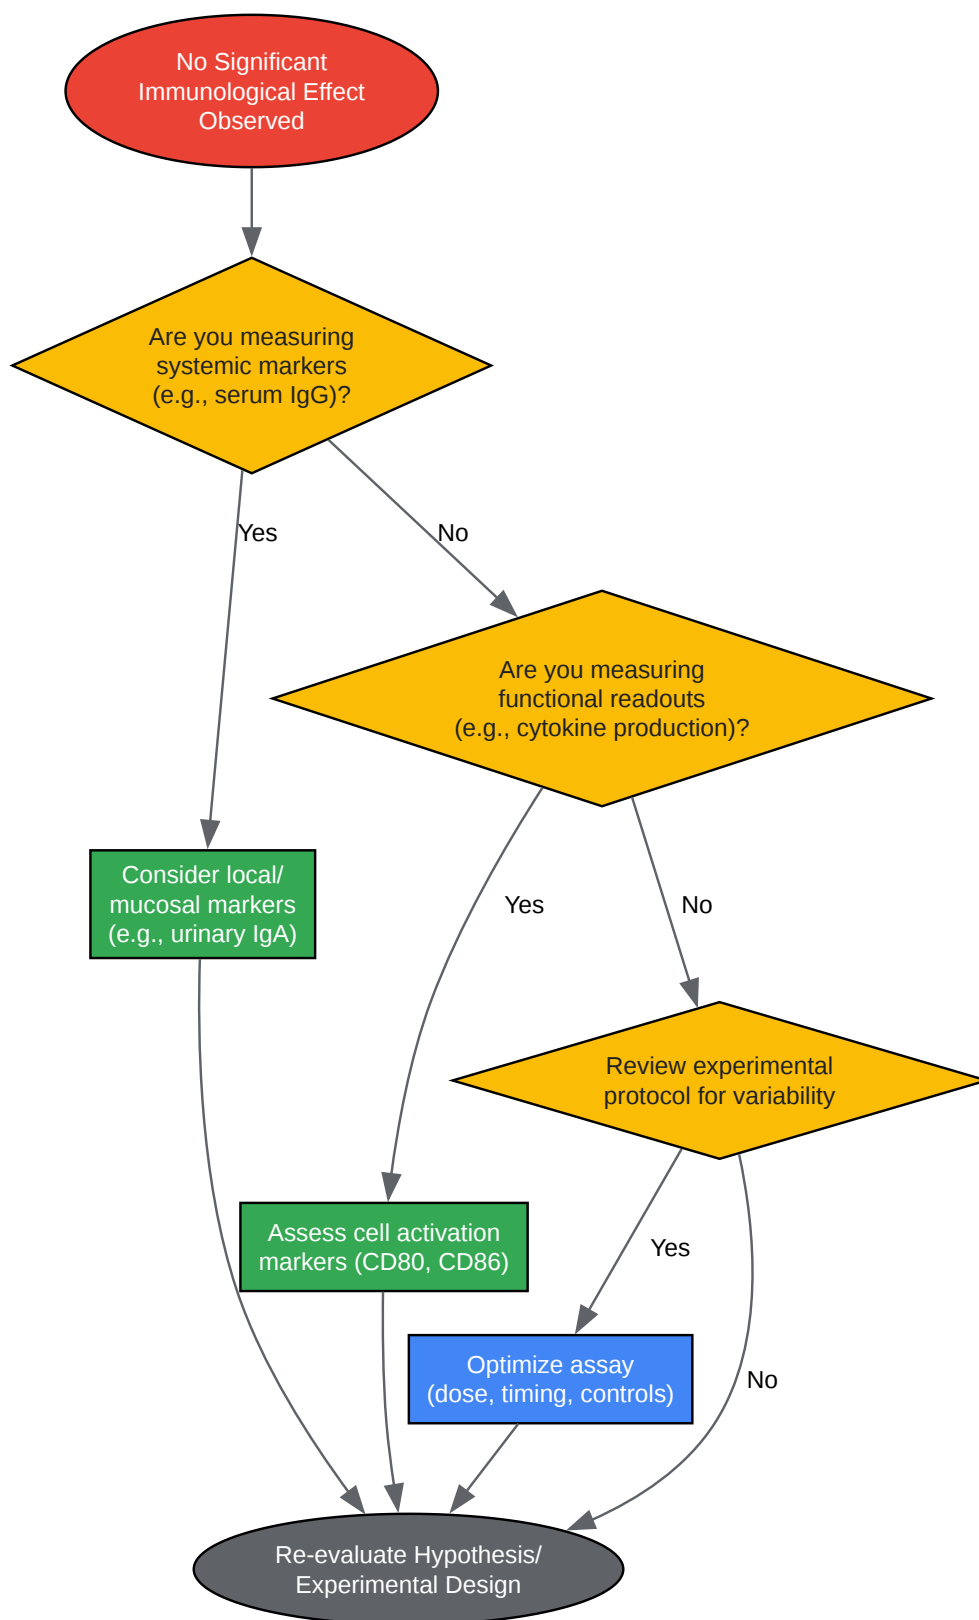 No Significant
Immunological Effect
Observed
Are you measuring
systemic markers
(e.g., serum IgG)?
Yes
No
Are you measuring
functional readouts
(e.g., cytokine production)?
Consider local/
mucosal markers
(e.g., urinary IgA)
Yes
No
Review experimental
protocol for variability
Assess cell activation
markers (CD80, CD86)
Yes
Optimize assay
(dose, timing, controls)
No
Re-evaluate Hypothesis/
Experimental Design